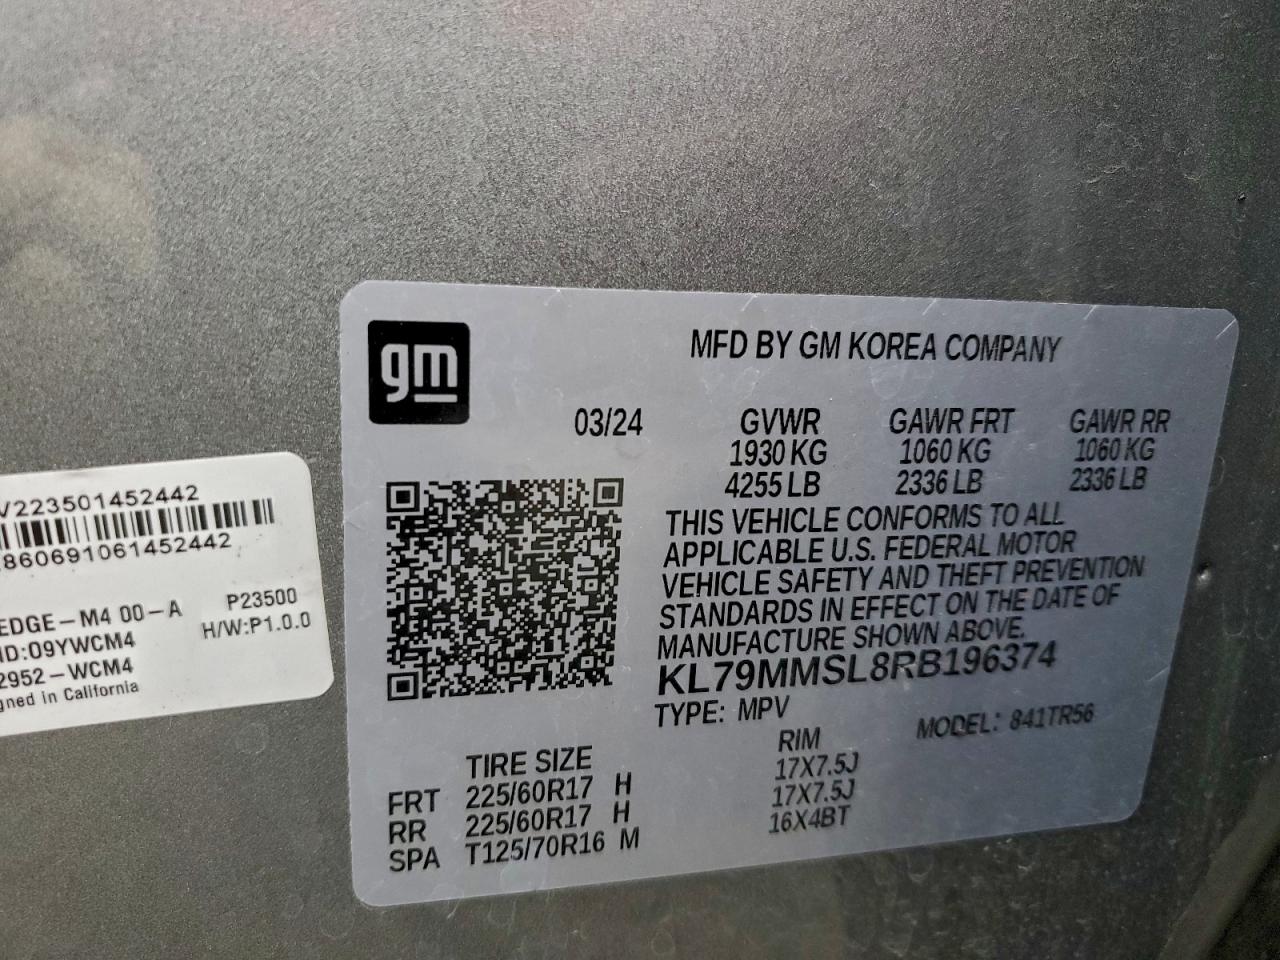 V223501452442
860691061452442
EDGE-M4 00-A P23500
ND:09YWCM4 H/W:P1.0.0
2952-WCM4
gned in California
gm
MFD BY GM KOREA COMPANY
03/24 GVWR GAWR FRT GAWR RR
1930 KG 1060 KG 1060 KG
4255 LB 2336 LB 2336 LB
THIS VEHICLE CONFORMS TO ALL
APPLICABLE U.S. FEDERAL MOTOR
VEHICLE SAFETY AND THEFT PREVENTION
STANDARDS IN EFFECT ON THE DATE OF
MANUFACTURE SHOWN ABOVE.
KL79MMSL8RB196374
TYPE: MPV MODEL: 841TR56
TIRE SIZE RIM
FRT 225/60R17 H 17X7.5J
RR 225/60R17 H 17X7.5J
SPA T125/70R16 M 16X4BT